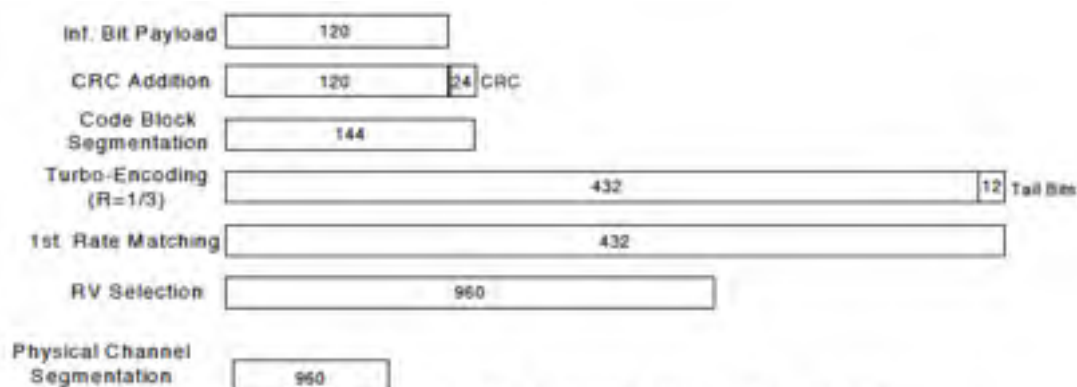 Inf. Bit Payload 120
CRC Addition 120 24 CRC
Code Block
Segmentation 144
Turbo-Encoding
(R=1/3) 432 12 Tail Bits
1st. Rate Matching 432
RV Selection 960
Physical Channel
Segmentation 960